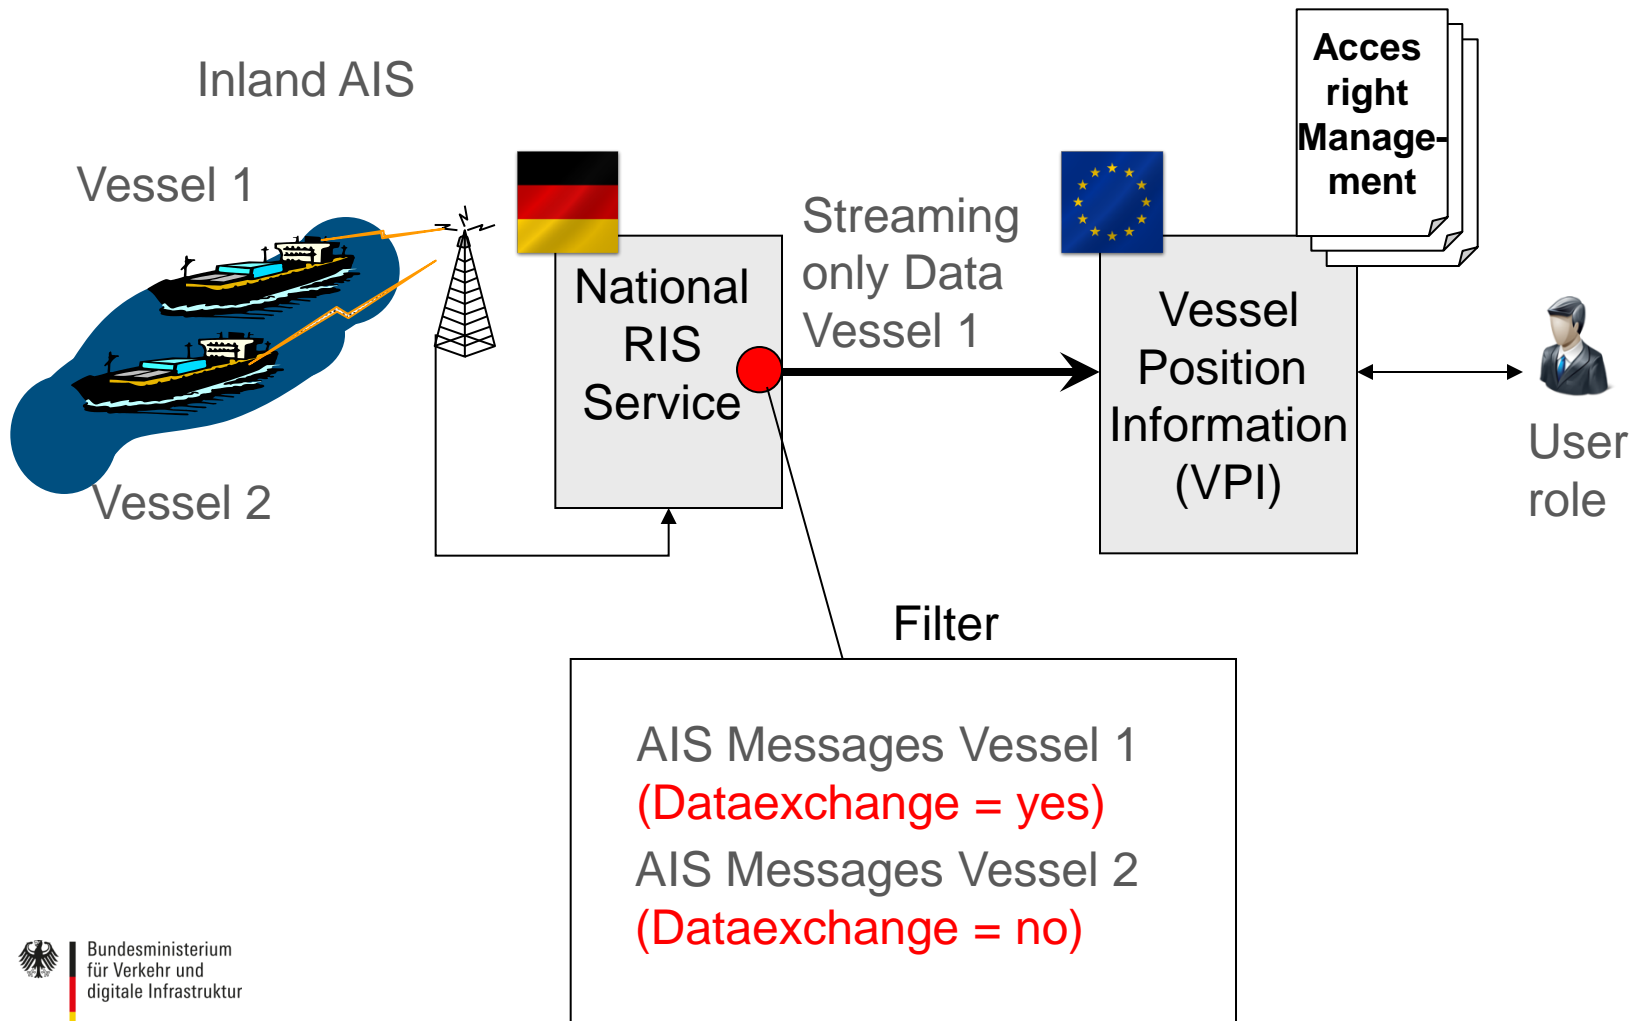 Inland AIS
Vessel 1
Vessel 2
National
RIS
Service
Streaming
only Data
Vessel 1
Acces
right
Manage-
ment
Vessel
Position
Information
(VPI)
User
role
Filter
AIS Messages Vessel 1
(Dataexchange = yes)
AIS Messages Vessel 2
(Dataexchange = no)
Bundesministerium
für Verkehr und
digitale Infrastruktur